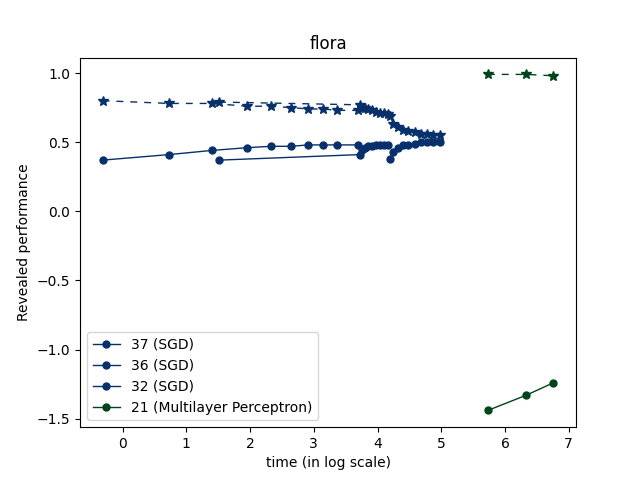 flora
Revealed performance
1.0
0.5
0.0
−0.5
−1.0
−1.5
37 (SGD)
36 (SGD)
32 (SGD)
21 (Multilayer Perceptron)
0 1 2 3 4 5 6 7
time (in log scale)